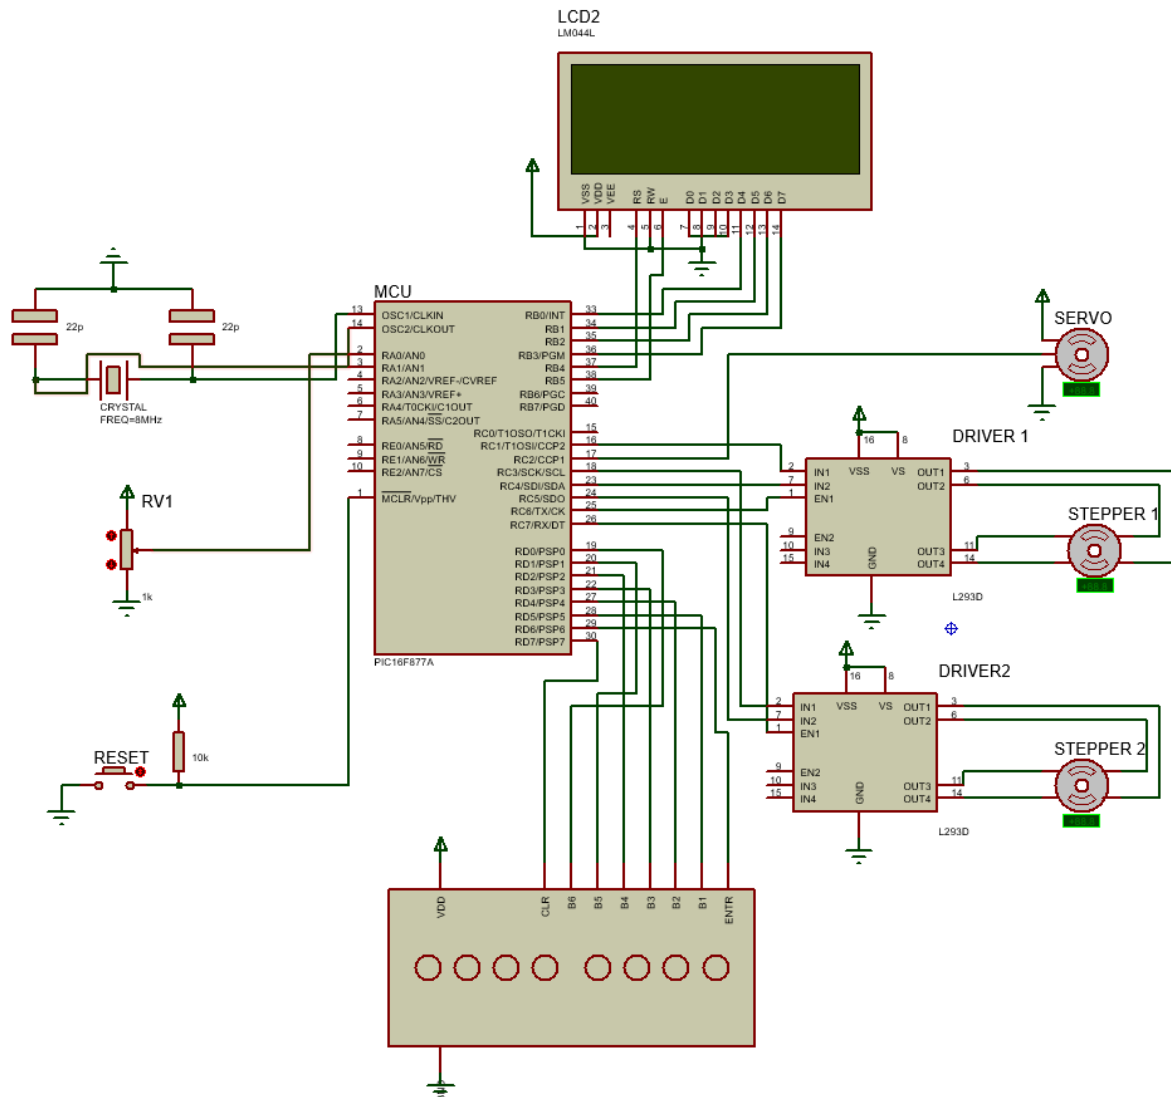 LCD2
LM044L
VSS
VDD
VEE
RS
RW
E
D0
D1
D2
D3
D4
D5
D6
D7
1
2
3
4
5
6
7
8
9
10
11
12
13
14
22p
22p
CRYSTAL
FREQ=8MHz
MCU
13 OSC1/CLKIN
14 OSC2/CLKOUT
2 RA0/AN0
3 RA1/AN1
4 RA2/AN2/VREF-/CVREF
5 RA3/AN3/VREF+
6 RA4/T0CKI/C1OUT
7 RA5/AN4/SS/C2OUT
8 RE0/AN5/RD
9 RE1/AN6/WR
10 RE2/AN7/CS
1 MCLR/Vpp/THV
RB0/INT 33
RB1 34
RB2 35
RB3/PGM 36
RB4 37
RB5 38
RB6/PGC 39
RB7/PGD 40
RC0/T1OSO/T1CKI 15
RC1/T1OSI/CCP2 16
RC2/CCP1 17
RC3/SCK/SCL 18
RC4/SDI/SDA 23
RC5/SDO 24
RC6/TX/CK 25
RC7/RX/DT 26
RD0/PSP0 19
RD1/PSP1 20
RD2/PSP2 21
RD3/PSP3 22
RD4/PSP4 27
RD5/PSP5 28
RD6/PSP6 29
RD7/PSP7 30
PIC16F877A
RV1
1k
RESET
10k
SERVO
DRIVER 1
16
8
2 IN1
7 IN2
1 EN1
9 EN2
10 IN3
15 IN4
VSS
VS
GND
OUT1 3
OUT2 6
OUT3 11
OUT4 14
L293D
STEPPER 1
DRIVER2
16
8
2 IN1
7 IN2
1 EN1
9 EN2
10 IN3
15 IN4
VSS
VS
GND
OUT1 3
OUT2 6
OUT3 11
OUT4 14
L293D
STEPPER 2
VDD
CLR
B6
B5
B4
B3
B2
B1
ENTR